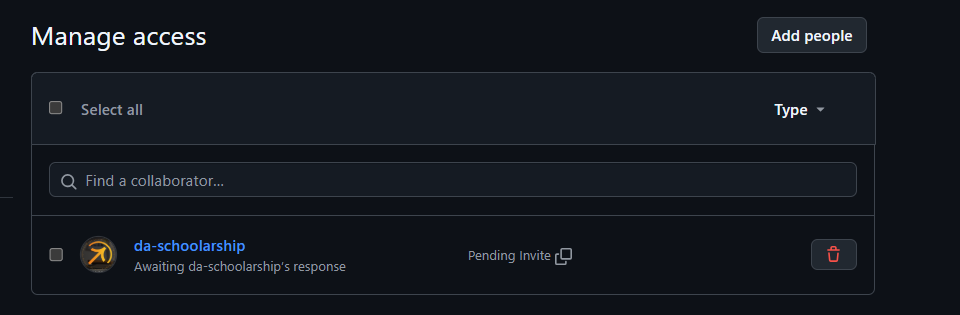 Manage access
Add people
Select all
Type
Find a collaborator...
da-schoolarship
Awaiting da-schoolarship's response
Pending Invite